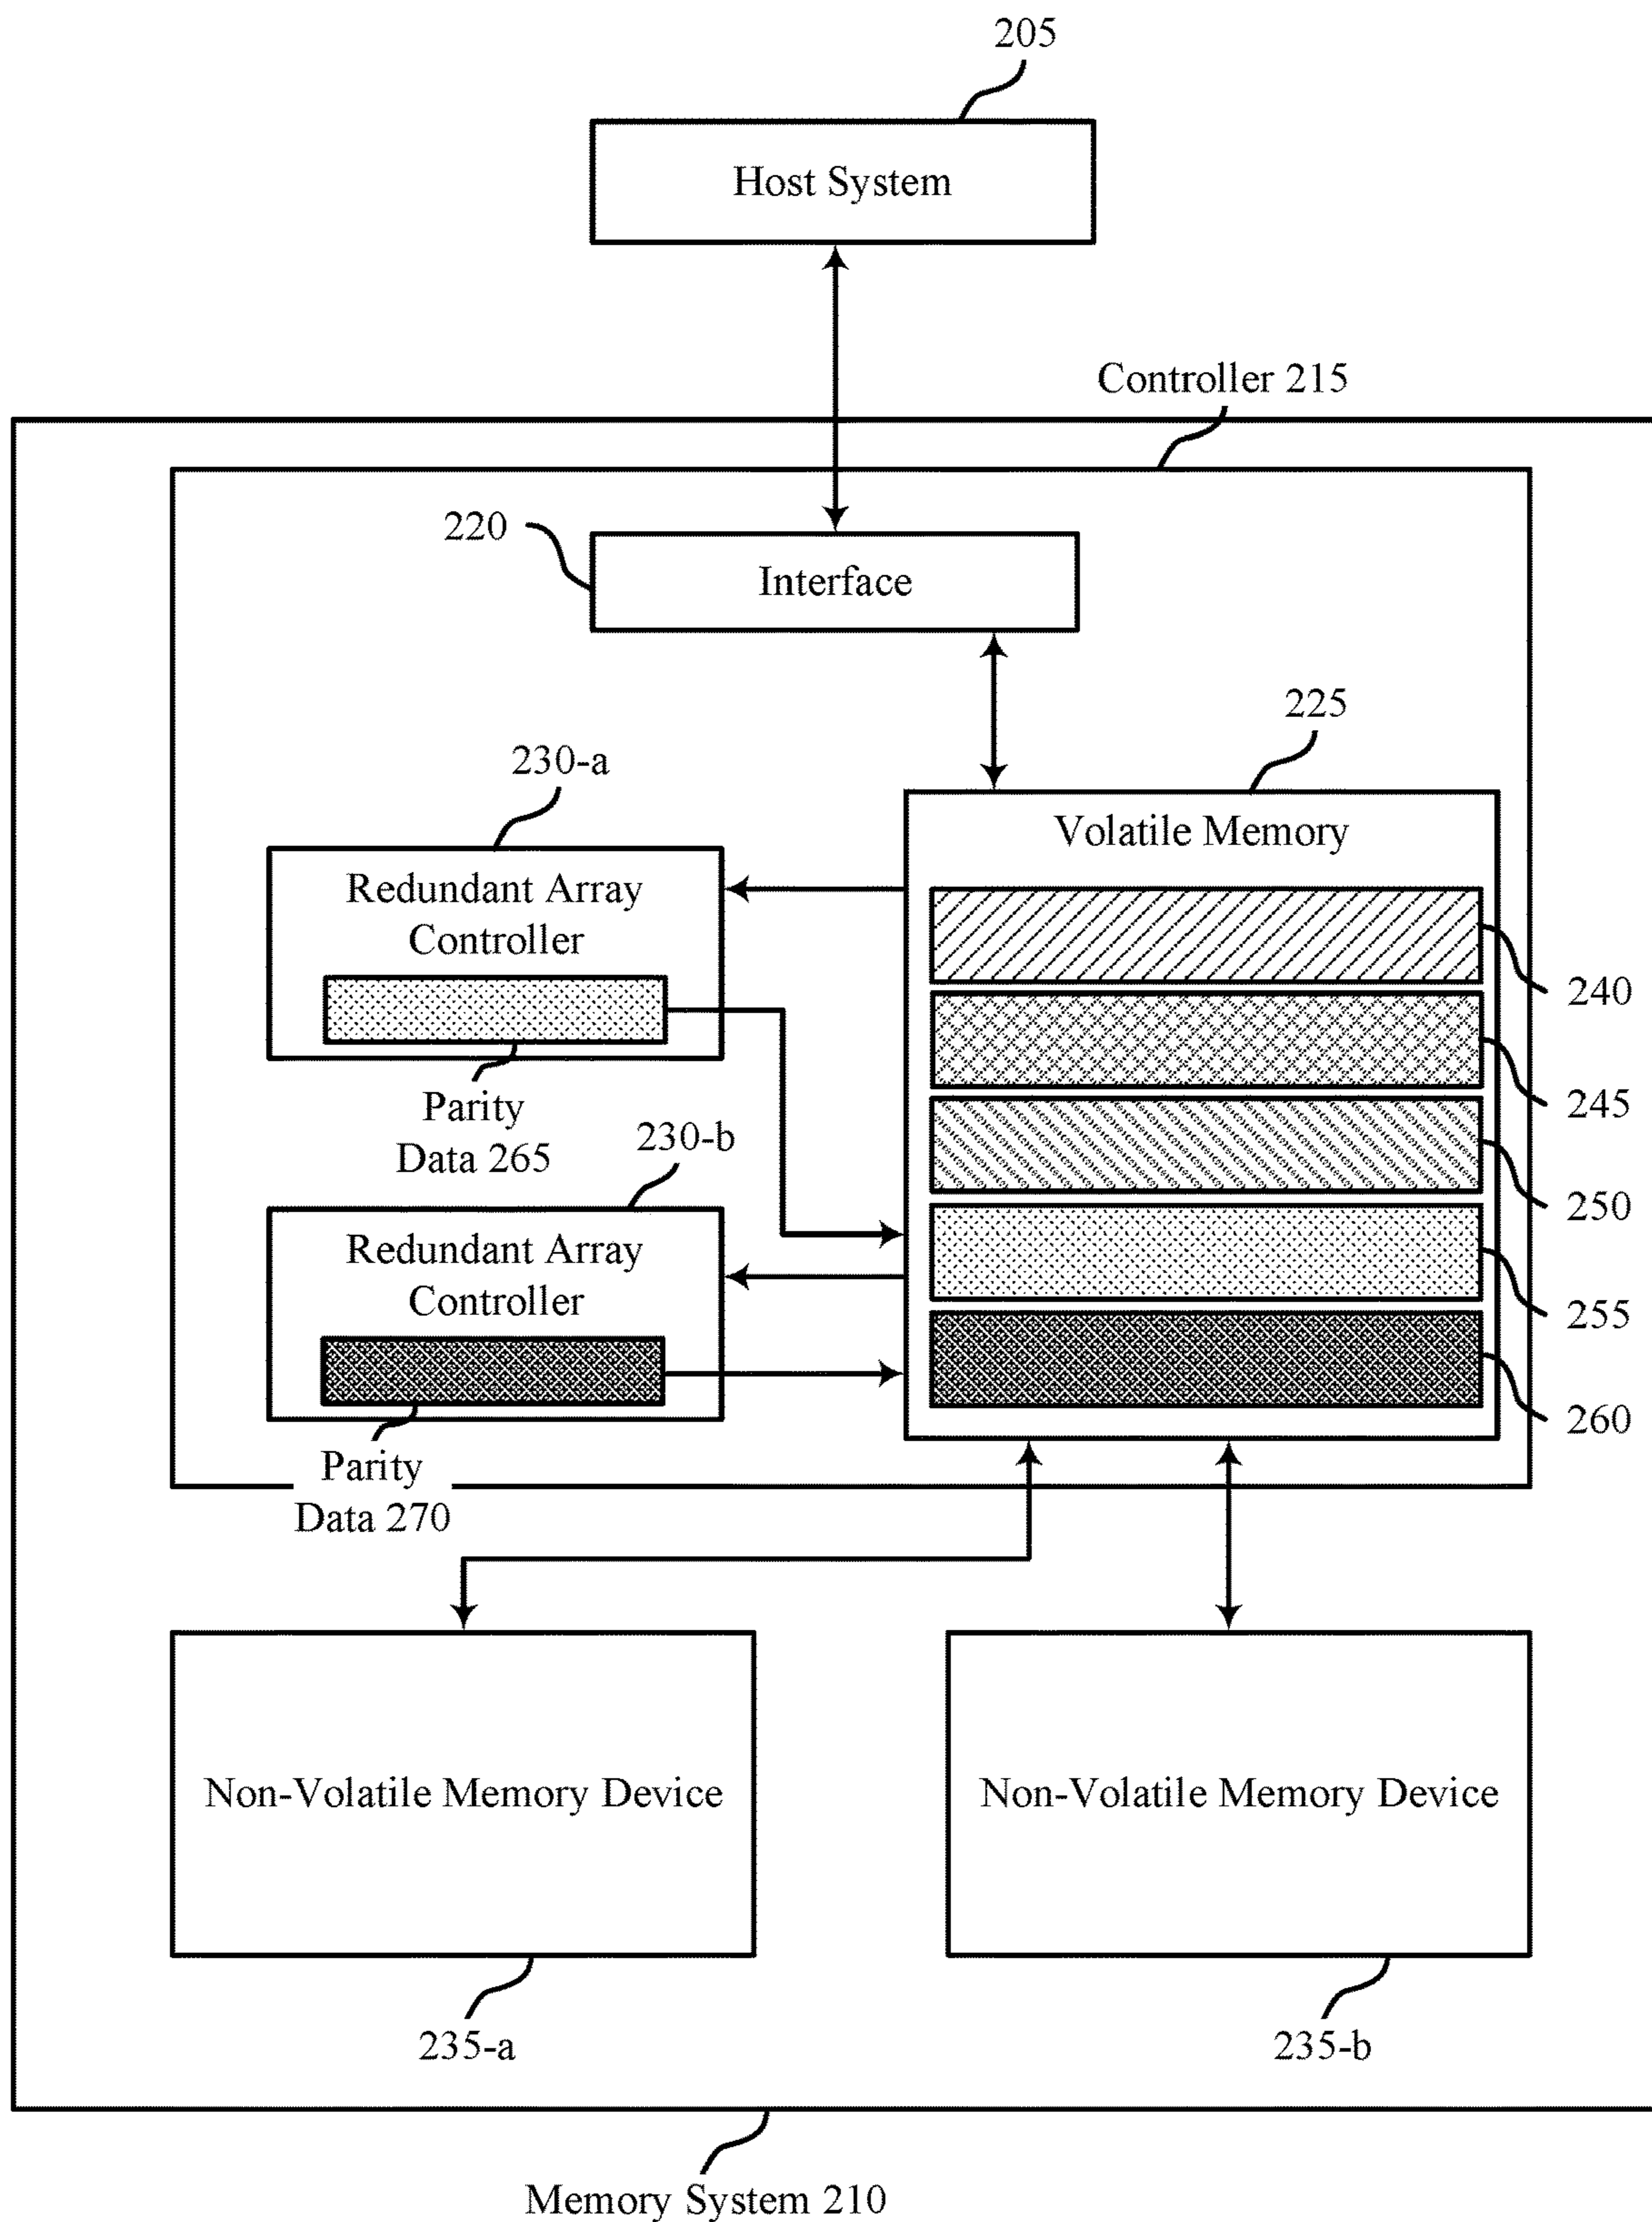 205
Host System
Controller 215
220
Interface
225
230-a
Volatile Memory
Redundant Array
Controller
240
245
Parity
Data 265
230-b
250
Redundant Array
Controller
255
260
Parity
Data 270
Non-Volatile Memory Device
Non-Volatile Memory Device
235-a
235-b
Memory System 210